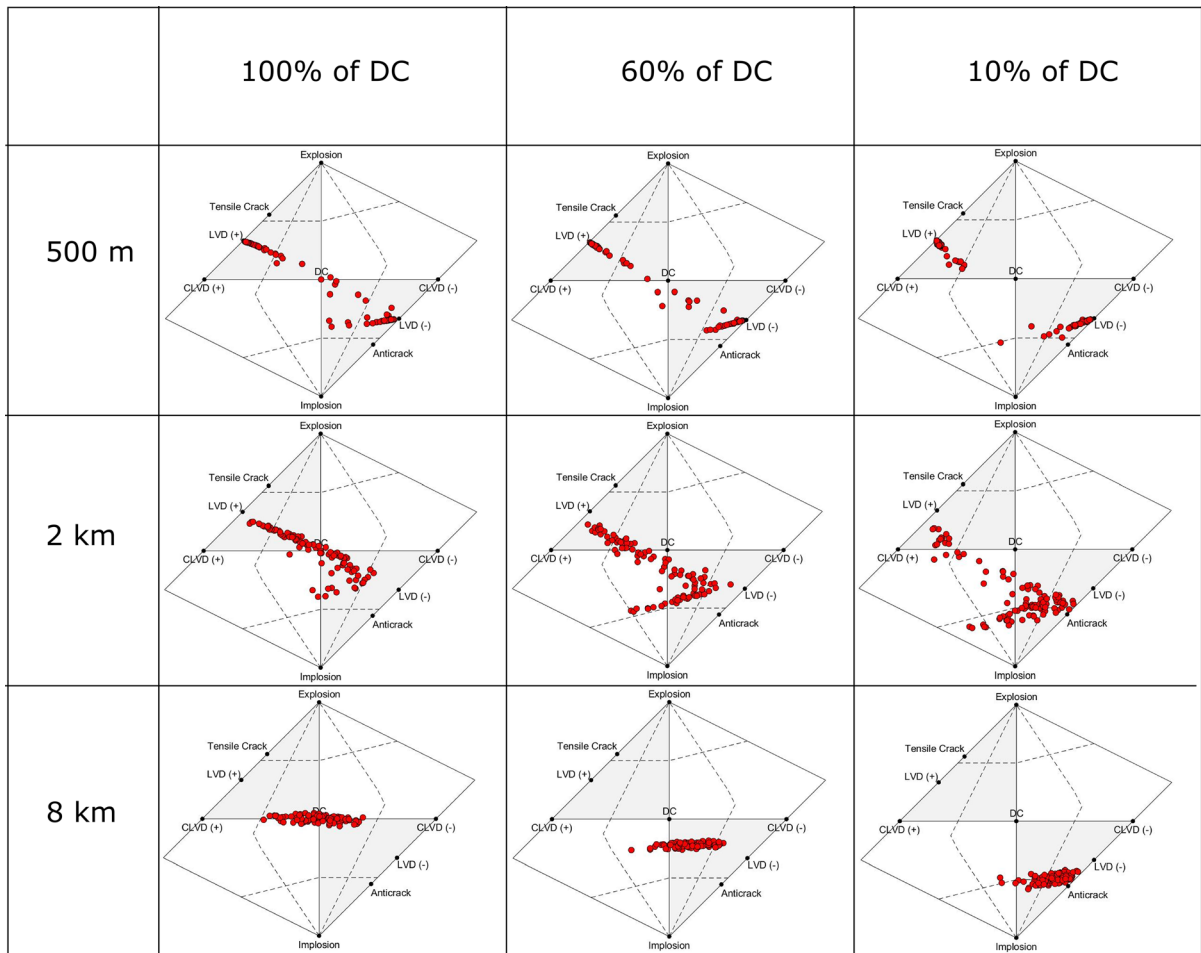 100% of DC
60% of DC
10% of DC
500 m
Explosion
Tensile Crack
LVD (+)
DC
CLVD (+)
CLVD (-)
LVD (-)
Anticrack
Implosion
Explosion
Tensile Crack
LVD (+)
DC
CLVD (+)
CLVD (-)
LVD (-)
Anticrack
Implosion
Explosion
Tensile Crack
LVD (+)
DC
CLVD (+)
CLVD (-)
LVD (-)
Anticrack
Implosion
2 km
Explosion
Tensile Crack
LVD (+)
DC
CLVD (+)
CLVD (-)
LVD (-)
Anticrack
Implosion
Explosion
Tensile Crack
LVD (+)
DC
CLVD (+)
CLVD (-)
LVD (-)
Anticrack
Implosion
Explosion
Tensile Crack
LVD (+)
DC
CLVD (+)
CLVD (-)
LVD (-)
Anticrack
Implosion
8 km
Explosion
Tensile Crack
LVD (+)
DC
CLVD (+)
CLVD (-)
LVD (-)
Anticrack
Implosion
Explosion
Tensile Crack
LVD (+)
DC
CLVD (+)
CLVD (-)
LVD (-)
Anticrack
Implosion
Explosion
Tensile Crack
LVD (+)
DC
CLVD (+)
CLVD (-)
LVD (-)
Anticrack
Implosion